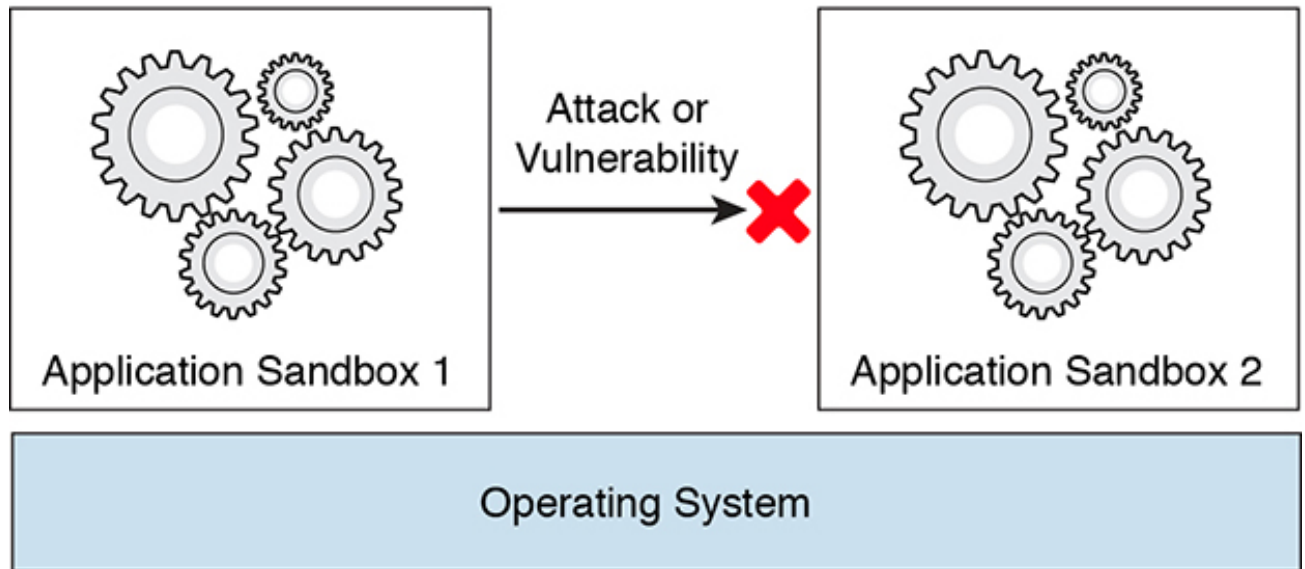 Attack or
Vulnerability
Application Sandbox 1
Application Sandbox 2
Operating System